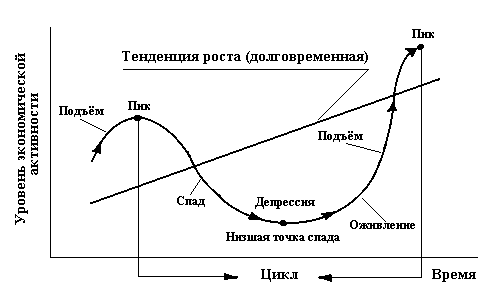 Пик
Тенденция роста (долговременная)
Подъём
Пик
Подъём
Спад
Депрессия
Низшая точка спада
Оживление
Уровень экономической
активности
Цикл
Время